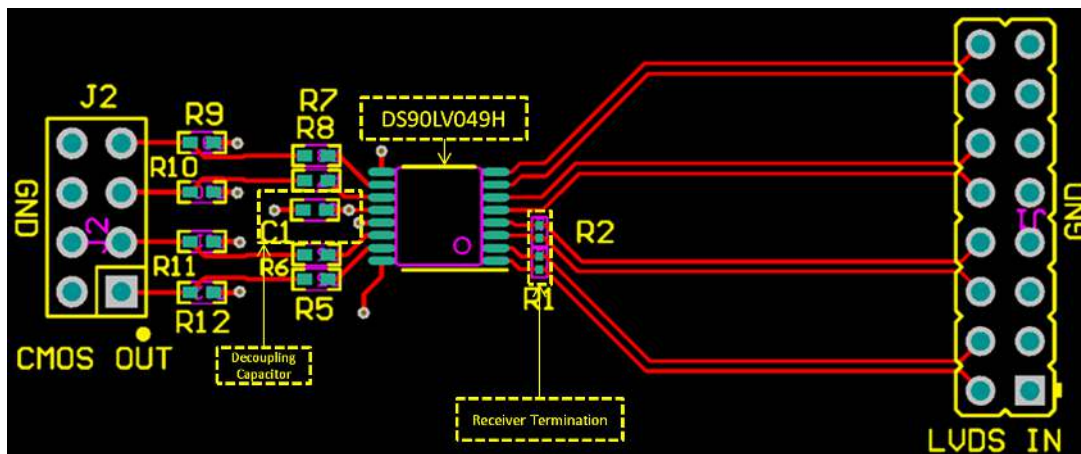 J2
R9
R7
R8
DS90LV049H
R10
GND
J2
C1
R2
GND
J1
R11
R6
R5
R1
R12
CMOS OUT
Decoupling
Capacitor
Receiver Termination
LVDS IN